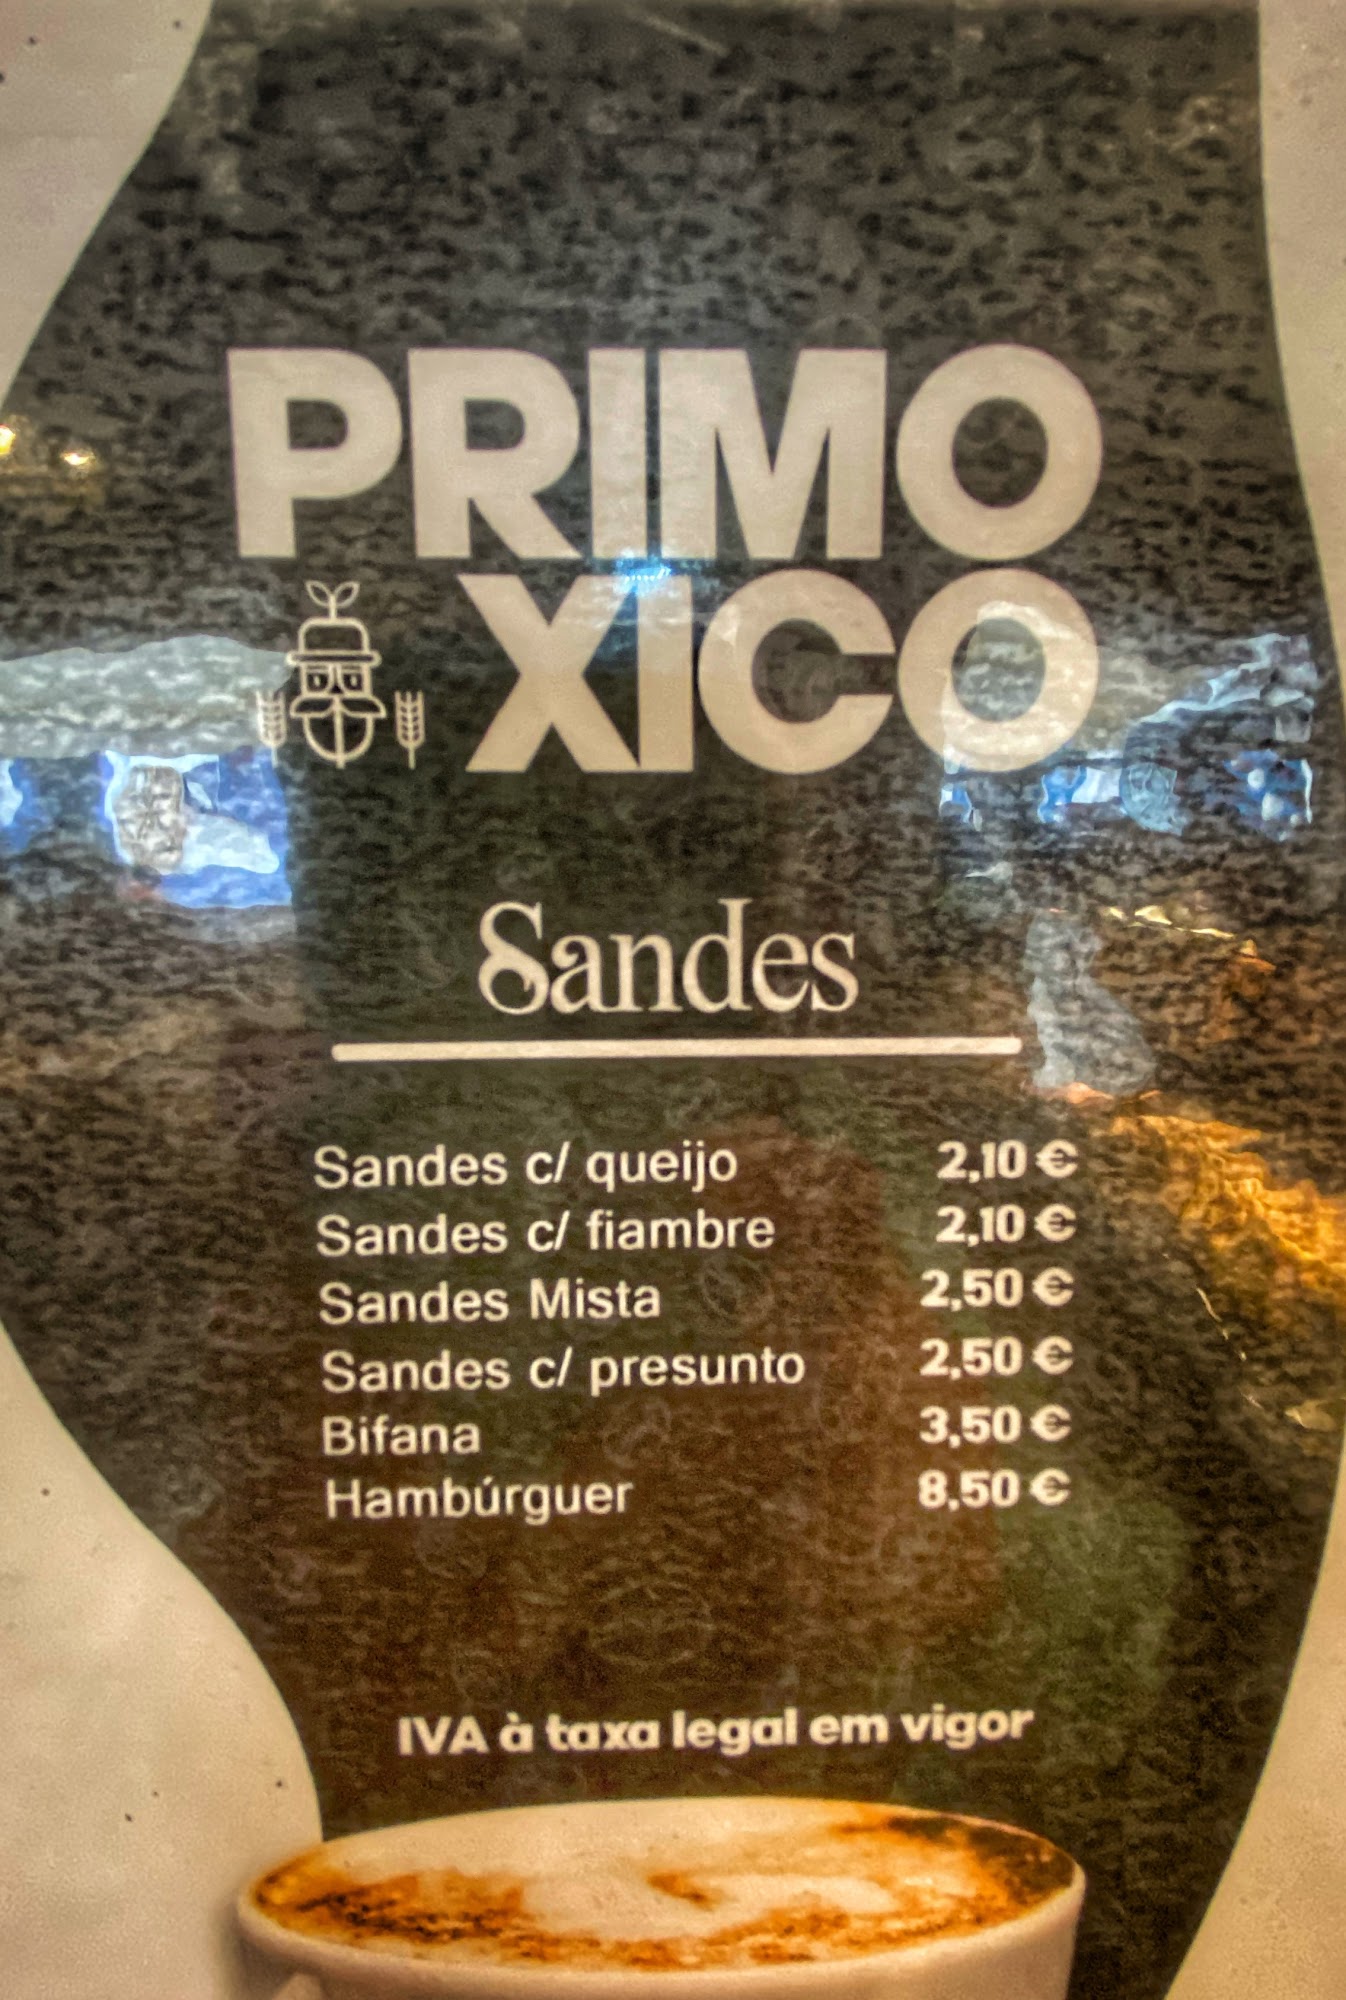 PRIMO
XICO
Sandes
Sandes c/ queijo 2,10 €
Sandes c/ fiambre 2,10 €
Sandes Mista 2,50 €
Sandes c/ presunto 2,50 €
Bifana 3,50 €
Hambúrguer 8,50 €
IVA à taxa legal em vigor